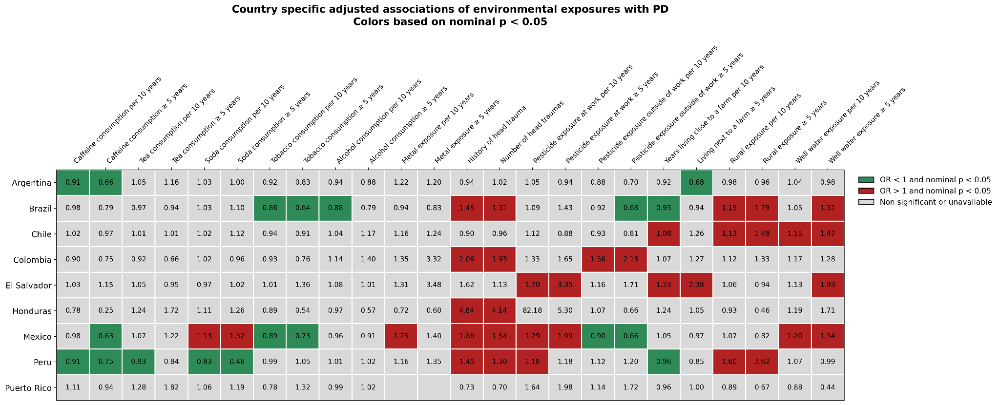 Country specific adjusted associations of environmental exposures with PD
Colors based on nominal p < 0.05
Caffeine consumption per 10 years
Caffeine consumption ≥ 5 years
Tea consumption per 10 years
Tea consumption ≥ 5 years
Soda consumption per 10 years
Soda consumption ≥ 5 years
Tobacco consumption per 10 years
Tobacco consumption ≥ 5 years
Alcohol consumption per 10 years
Alcohol consumption ≥ 5 years
Metal exposure per 10 years
Metal exposure ≥ 5 years
History of head trauma
Number of head traumas
Pesticide exposure at work per 10 years
Pesticide exposure at work ≥ 5 years
Pesticide exposure outside of work per 10 years
Pesticide exposure outside of work ≥ 5 years
Years living close to a farm per 10 years
Living next to a farm ≥ 5 years
Rural exposure per 10 years
Rural exposure ≥ 5 years
Well water exposure per 10 years
Well water exposure ≥ 5 years
Argentina 0.91 0.66 1.05 1.16 1.03 1.00 0.92 0.83 0.94 0.88 1.22 1.20 0.94 1.02 1.05 0.94 0.88 0.70 0.92 0.68 0.98 0.96 1.04 0.98
Brazil 0.98 0.79 0.97 0.94 1.03 1.10 0.86 0.64 0.88 0.79 0.94 0.83 1.45 1.31 1.09 1.43 0.92 0.68 0.93 0.94 1.15 1.79 1.05 1.31
Chile 1.02 0.97 1.01 1.01 1.02 1.12 0.94 0.91 1.04 1.17 1.16 1.24 0.90 0.96 1.12 0.88 0.93 0.81 1.08 1.26 1.13 1.49 1.15 1.47
Colombia 0.90 0.75 0.92 0.66 1.02 0.96 0.93 0.76 1.14 1.40 1.35 3.32 2.06 1.93 1.33 1.65 1.56 2.15 1.07 1.27 1.12 1.33 1.17 1.28
El Salvador 1.03 1.15 1.05 0.95 0.97 1.02 1.01 1.36 1.08 1.01 1.31 3.48 1.62 1.13 1.70 3.35 1.16 1.71 1.23 2.38 1.06 0.94 1.13 1.93
Honduras 0.78 0.25 1.24 1.72 1.11 1.26 0.89 0.54 0.97 0.57 0.72 0.60 4.84 4.14 82.18 5.30 1.07 0.66 1.24 1.05 0.93 0.46 1.19 1.71
Mexico 0.98 0.63 1.07 1.22 1.13 1.32 0.89 0.73 0.96 0.91 1.25 1.40 1.86 1.54 1.29 1.99 0.90 0.66 1.05 0.97 1.07 0.82 1.20 1.34
Peru 0.91 0.75 0.93 0.84 0.83 0.46 0.99 1.05 1.01 1.02 1.16 1.35 1.45 1.30 1.18 1.18 1.12 1.20 0.96 0.85 1.60 3.62 1.07 0.99
Puerto Rico 1.11 0.94 1.28 1.82 1.06 1.19 0.78 1.32 0.99 1.02 0.73 0.70 1.64 1.98 1.14 1.72 0.96 1.00 0.89 0.67 0.88 0.44
OR < 1 and nominal p < 0.05
OR > 1 and nominal p < 0.05
Non significant or unavailable